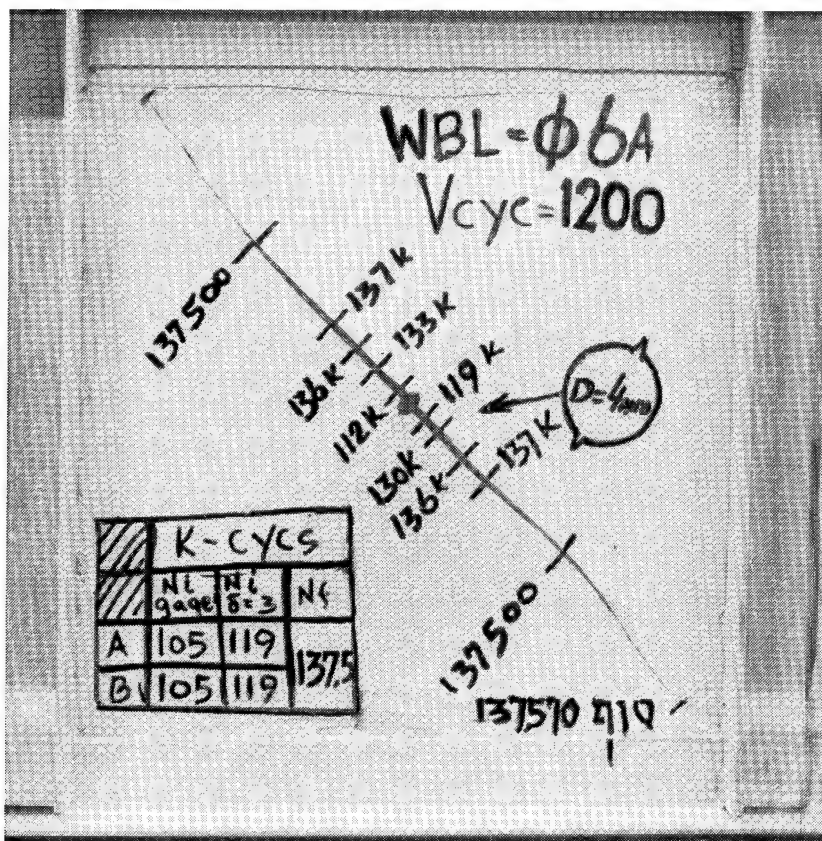 WBL=φ6A
Vcyc=1200
137500
137K
136K
133K
112K
119K
D=4mm
130K
136K
137K
137500
K-CYCS
Ni gage
Ni δ=3
Nf
A 105 119 137.5
B 105 119
137570